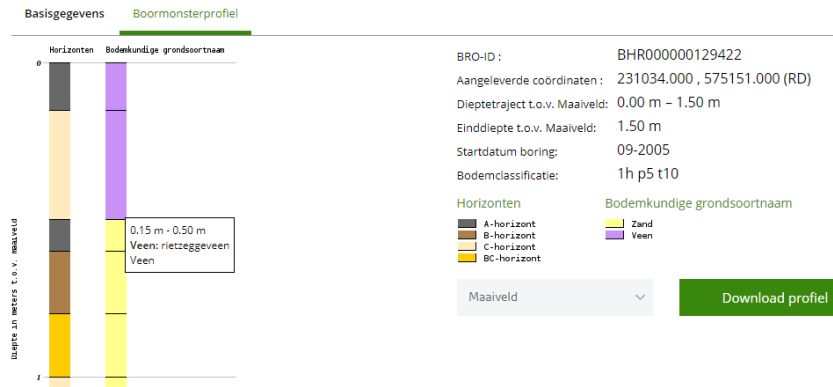 Basisgegevens Boormonsterprofiel
Horizonten Bodemkundige grondsoortnaam
0
Diepte in meters t.o.v. maaiveld
0.15 m - 0.50 m
Veen: rietzeggeveen
Veen
1
BRO-ID : BHR000000129422
Aangeleverde coördinaten : 231034.000 , 575151.000 (RD)
Dieptetraject t.o.v. Maaiveld: 0.00 m – 1.50 m
Einddiepte t.o.v. Maaiveld: 1.50 m
Startdatum boring: 09-2005
Bodemclassificatie: 1h p5 t10
Horizonten Bodemkundige grondsoortnaam
A-horizont Zand
B-horizont Veen
C-horizont
BC-horizont
Maaiveld Download profiel